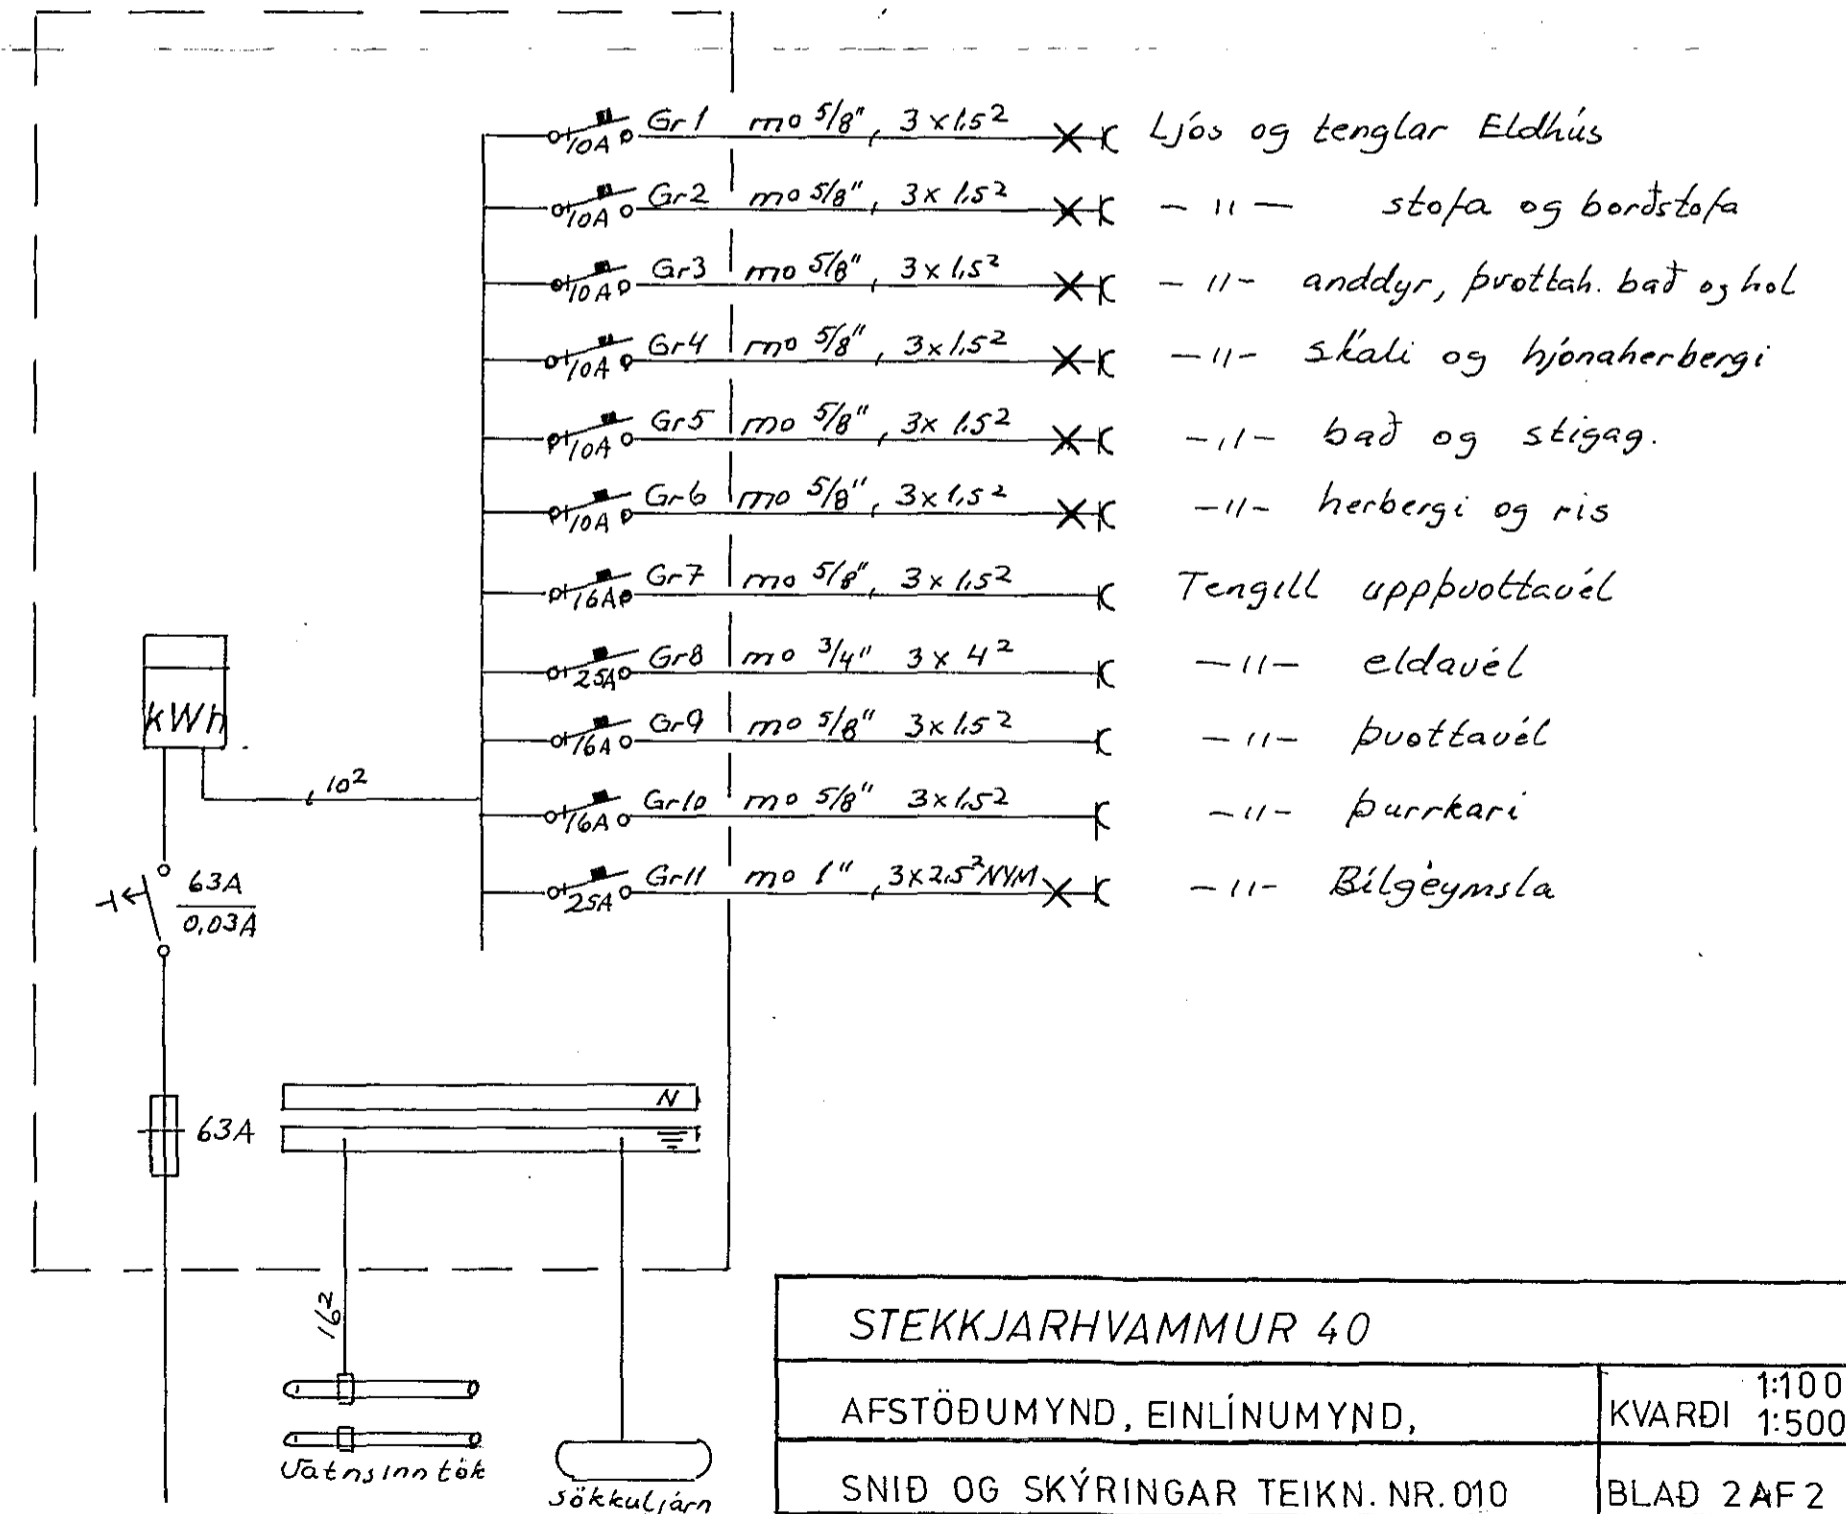 10A Gr1 mo 5/8", 3x1,5² Ljós og tenglar Eldhús
10A Gr2 mo 5/8", 3x1,5² -"- stofa og borðstofa
10A Gr3 mo 5/8", 3x1,5² -"- anddyr, þvottah. bað og hol
10A Gr4 mo 5/8", 3x1,5² -"- skáli og hjónaherbergi
10A Gr5 mo 5/8", 3x1,5² -"- bað og stigag.
10A Gr6 mo 5/8", 3x1,5² -"- herbergi og ris
16A Gr7 mo 5/8", 3x1,5² Tengill uppþvottavél
25A Gr8 mo 3/4" 3x4² -"- eldavél
16A Gr9 mo 5/8" 3x1,5² -"- þvottavél
16A Gr10 mo 5/8" 3x1,5² -"- þurrkari
25A Gr11 mo 1", 3x2,5² NYM -"- Bílgeymsla
kWh
10²
63A
0,03A
63A
N
16²
Vatnsinntök
Sökkuljárn
STEKKJARHVAMMUR 40
AFSTÖÐUMYND, EINLÍNUMYND,
KVARÐI 1:100
1:500
SNIÐ OG SKÝRINGAR TEIKN. NR. 010
BLAÐ 2 AF 2